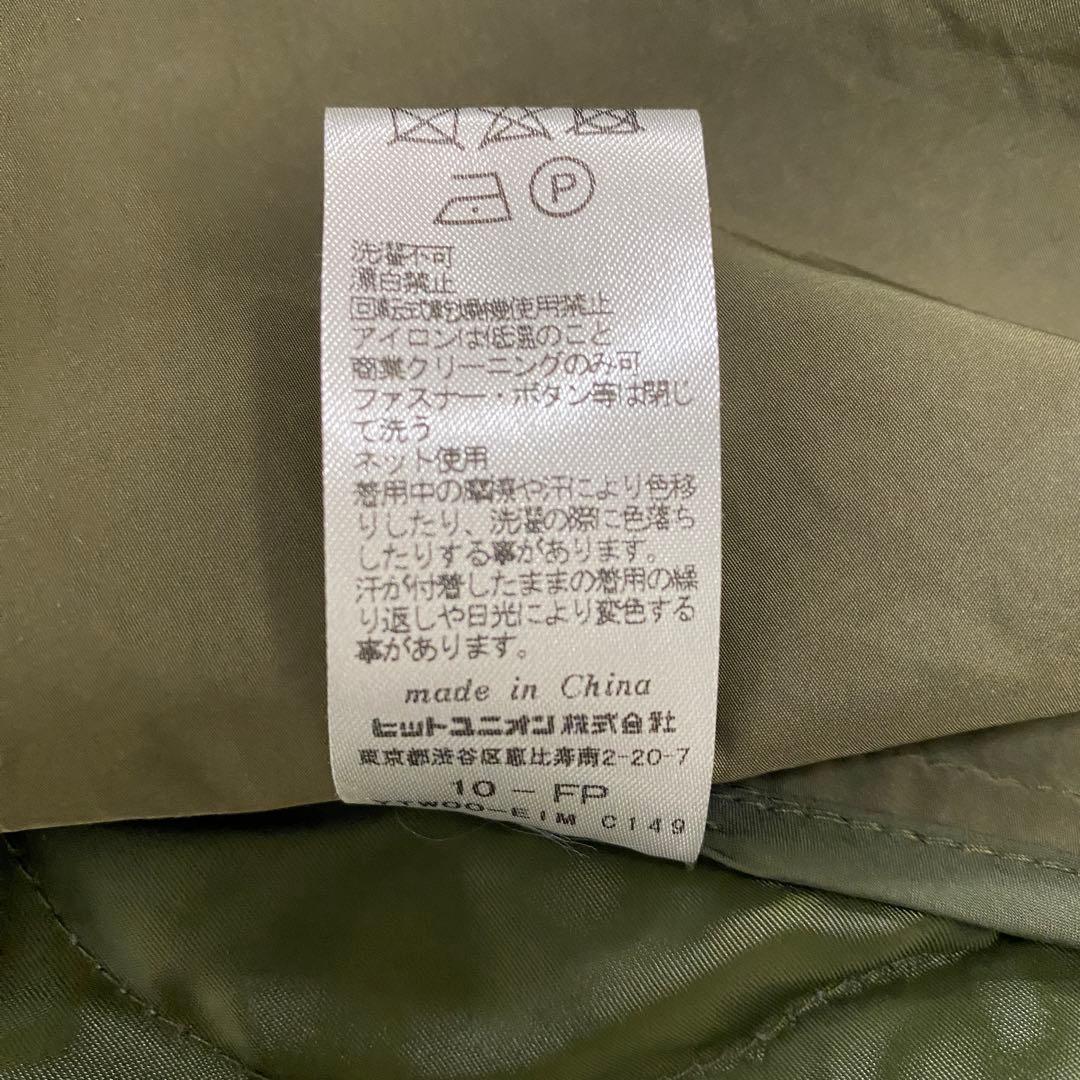 P
洗濯不可
漂白禁止
回転式乾燥機使用禁止
アイロンは低温のこと
商業クリーニングのみ可
ファスナー・ボタン等は閉じ
て洗う
ネット使用
着用中の摩擦や汗により色移
りしたり、洗濯の際に色落ち
したりする事があります。
汗が付着したままの着用の繰
り返しや日光により変色する
事があります。
made in China
ヒットユニオン株式会社
東京都渋谷区恵比寿南2-20-7
10 - FP
C149